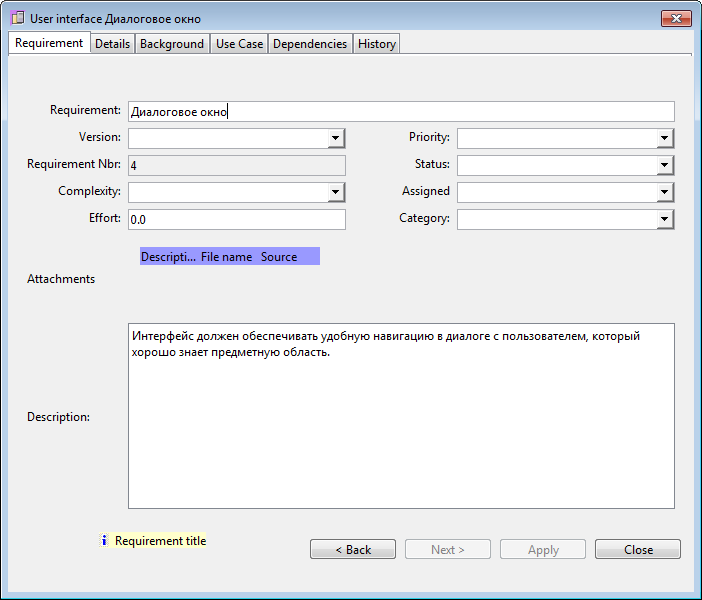 User interface Диалоговое окно
Requirement Details Background Use Case Dependencies History
Requirement: Диалоговое окно
Version: Priority:
Requirement Nbr: 4 Status:
Complexity: Assigned
Effort: 0.0 Category:
Descripti... File name Source
Attachments
Интерфейс должен обеспечивать удобную навигацию в диалоге с пользователем, который
хорошо знает предметную область.
Description:
i Requirement title
< Back Next > Apply Close